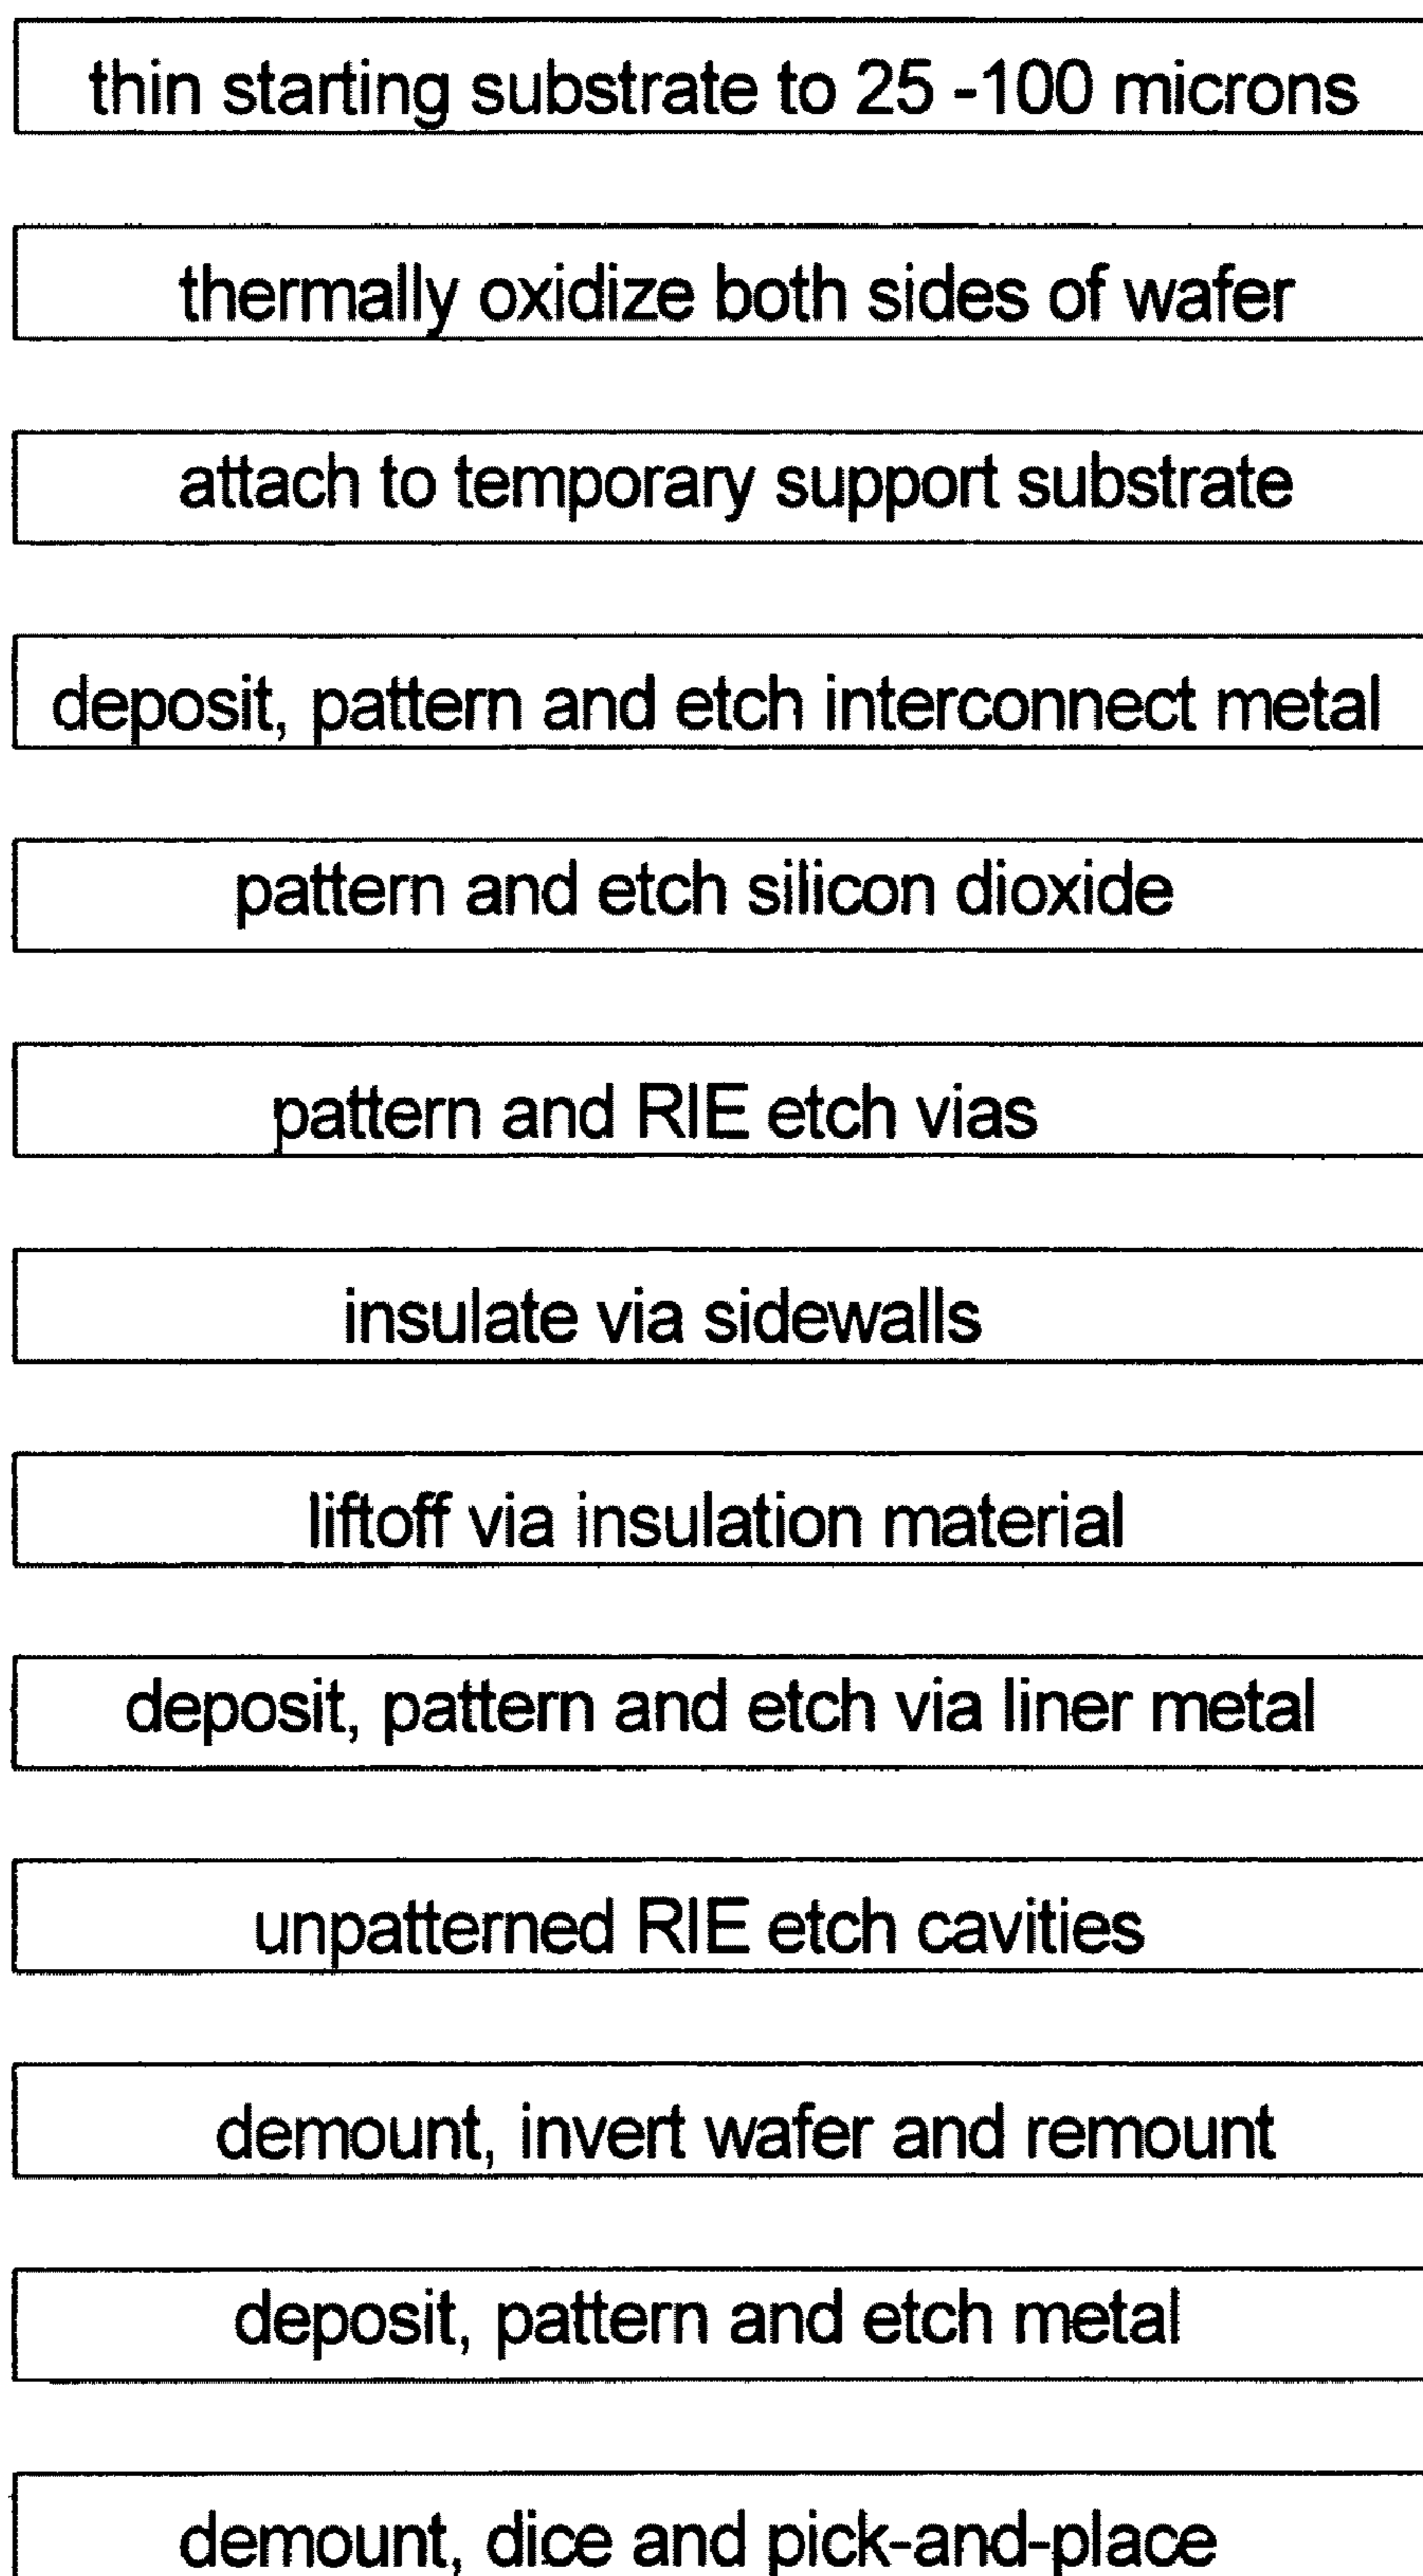 thin starting substrate to 25 -100 microns
thermally oxidize both sides of wafer
attach to temporary support substrate
deposit, pattern and etch interconnect metal
pattern and etch silicon dioxide
pattern and RIE etch vias
insulate via sidewalls
liftoff via insulation material
deposit, pattern and etch via liner metal
unpatterned RIE etch cavities
demount, invert wafer and remount
deposit, pattern and etch metal
demount, dice and pick-and-place